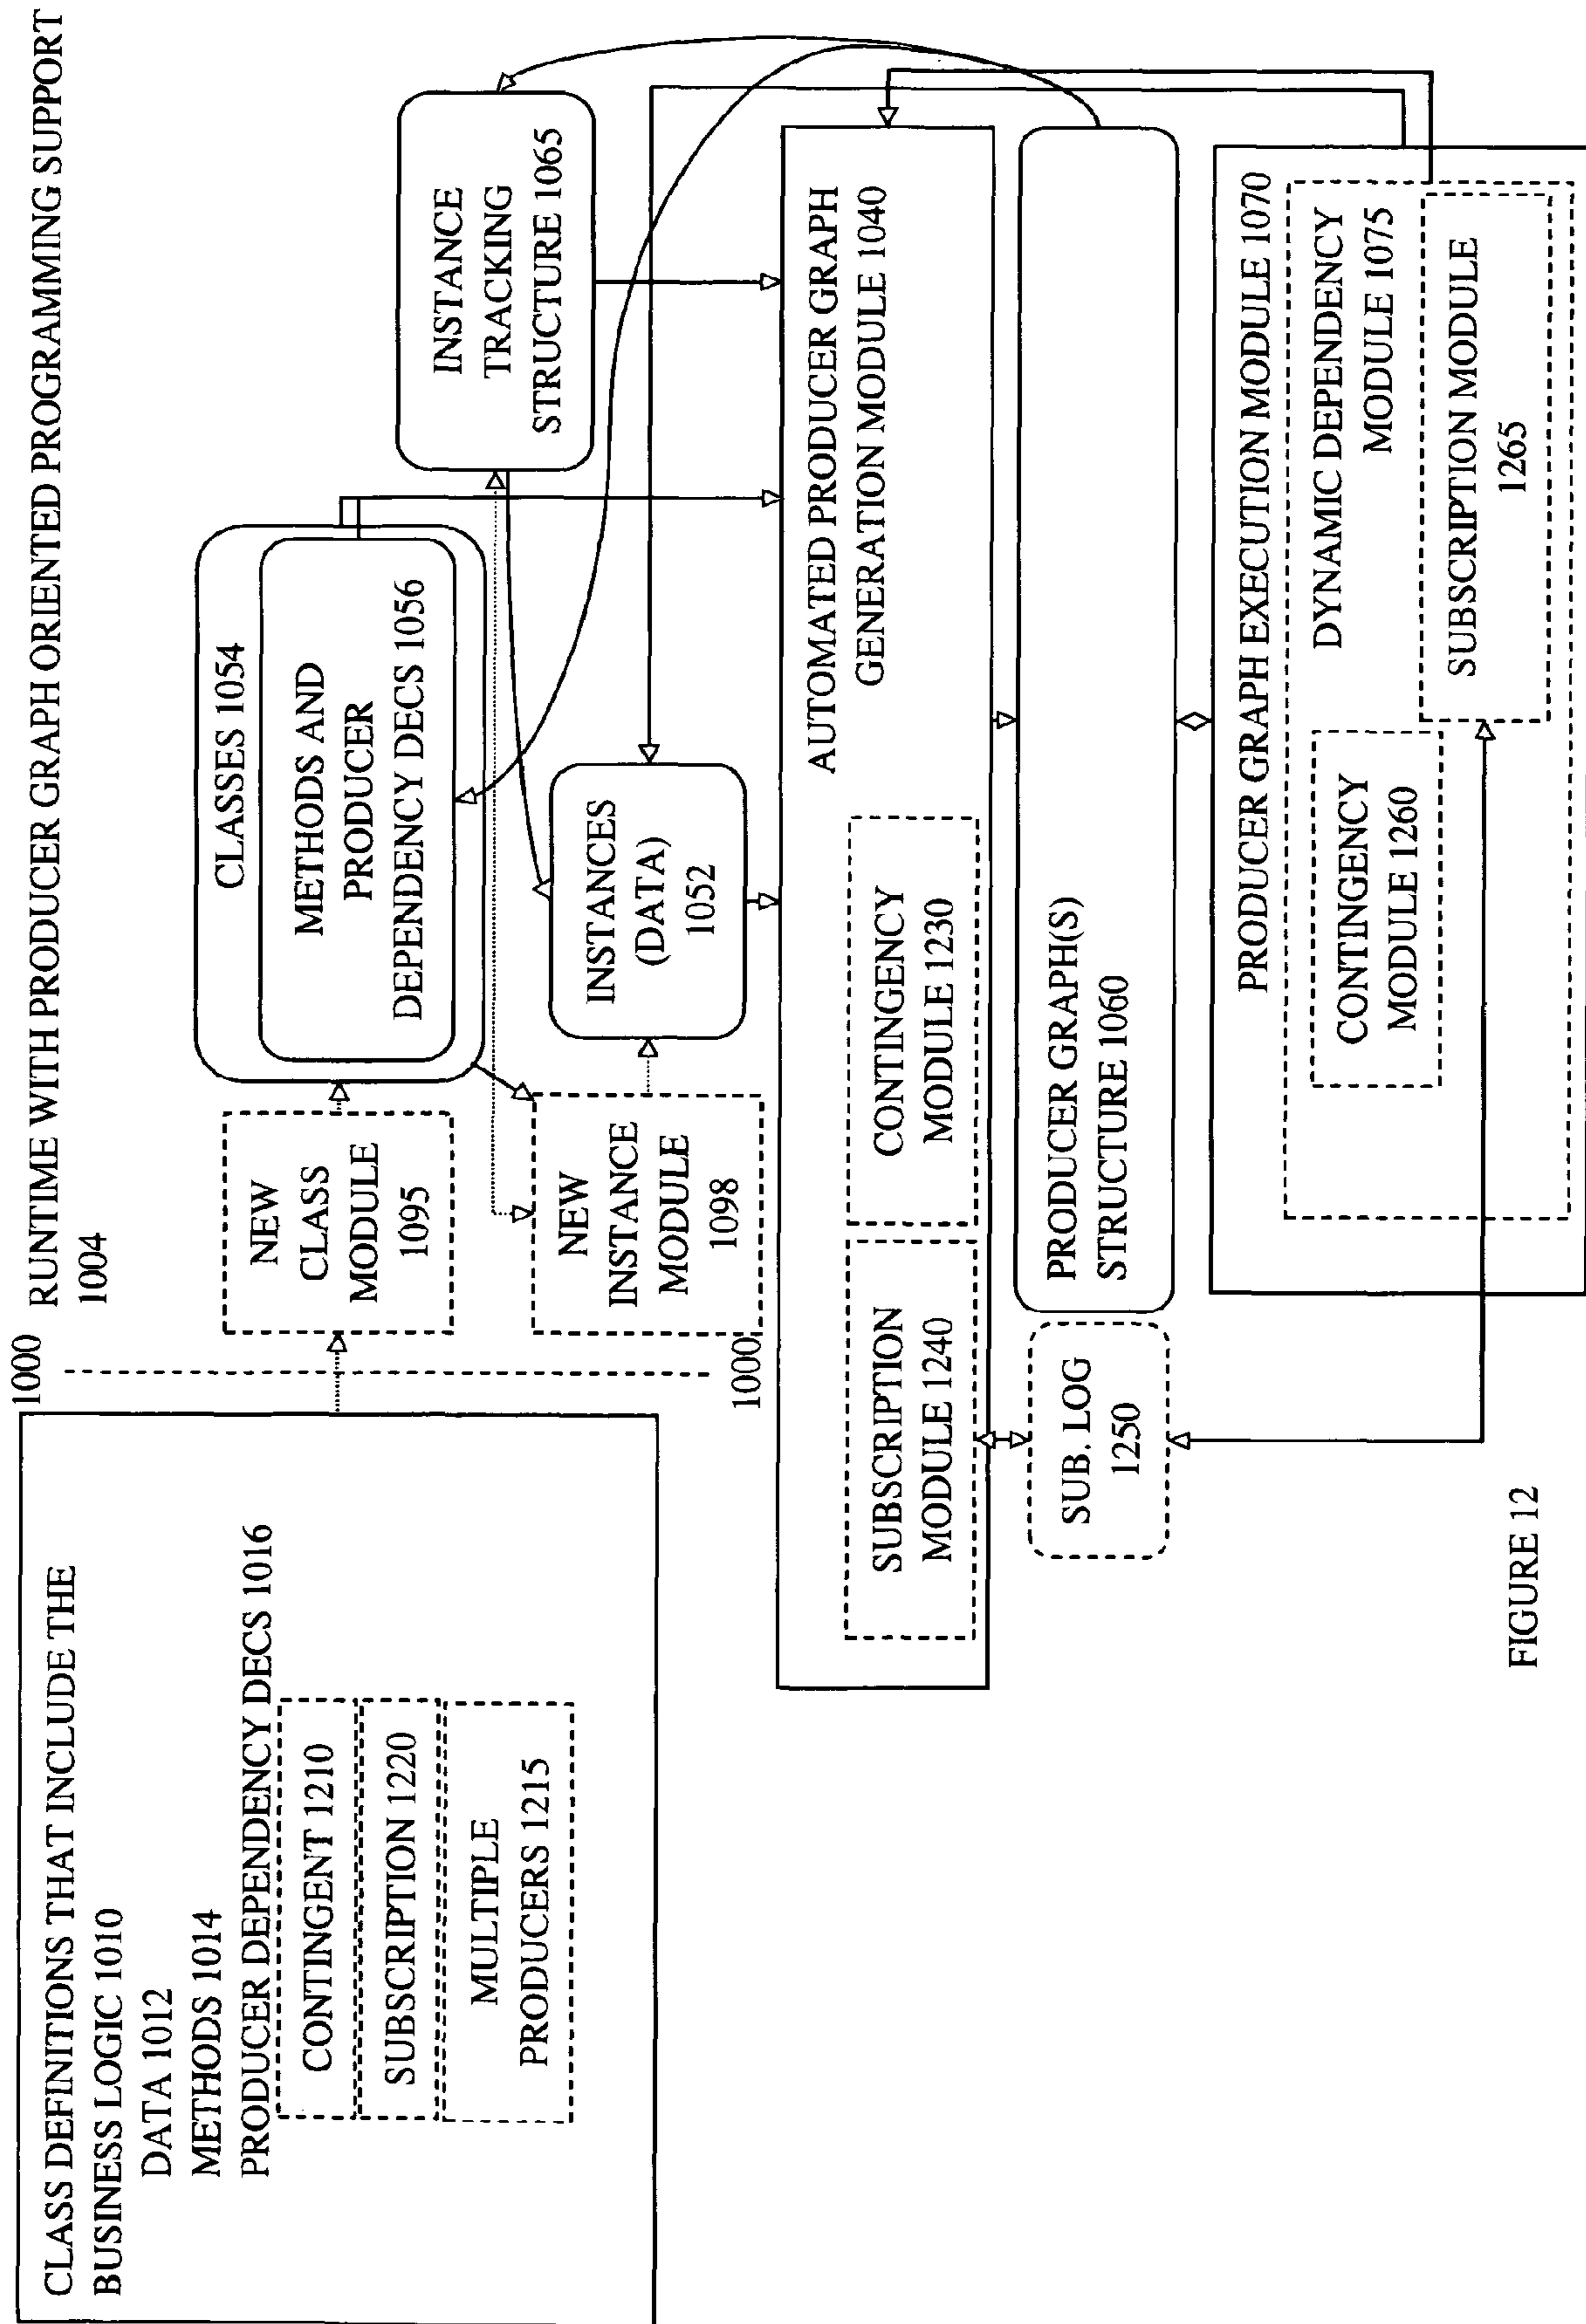 1000
RUNTIME WITH PRODUCER GRAPH ORIENTED PROGRAMMING SUPPORT
1004
CLASS DEFINITIONS THAT INCLUDE THE
BUSINESS LOGIC 1010
DATA 1012
METHODS 1014
PRODUCER DEPENDENCY DECS 1016
CONTINGENT 1210
SUBSCRIPTION 1220
MULTIPLE
PRODUCERS 1215
1000
NEW
CLASS
MODULE
1095
CLASSES 1054
METHODS AND
PRODUCER
DEPENDENCY DECS 1056
INSTANCE
TRACKING
STRUCTURE 1065
NEW
INSTANCE
MODULE
1098
INSTANCES
(DATA)
1052
AUTOMATED PRODUCER GRAPH
GENERATION MODULE 1040
SUBSCRIPTION
MODULE 1240
CONTINGENCY
MODULE 1230
SUB. LOG
1250
PRODUCER GRAPH(S)
STRUCTURE 1060
PRODUCER GRAPH EXECUTION MODULE 1070
DYNAMIC DEPENDENCY
MODULE 1075
CONTINGENCY
MODULE 1260
SUBSCRIPTION MODULE
1265
FIGURE 12